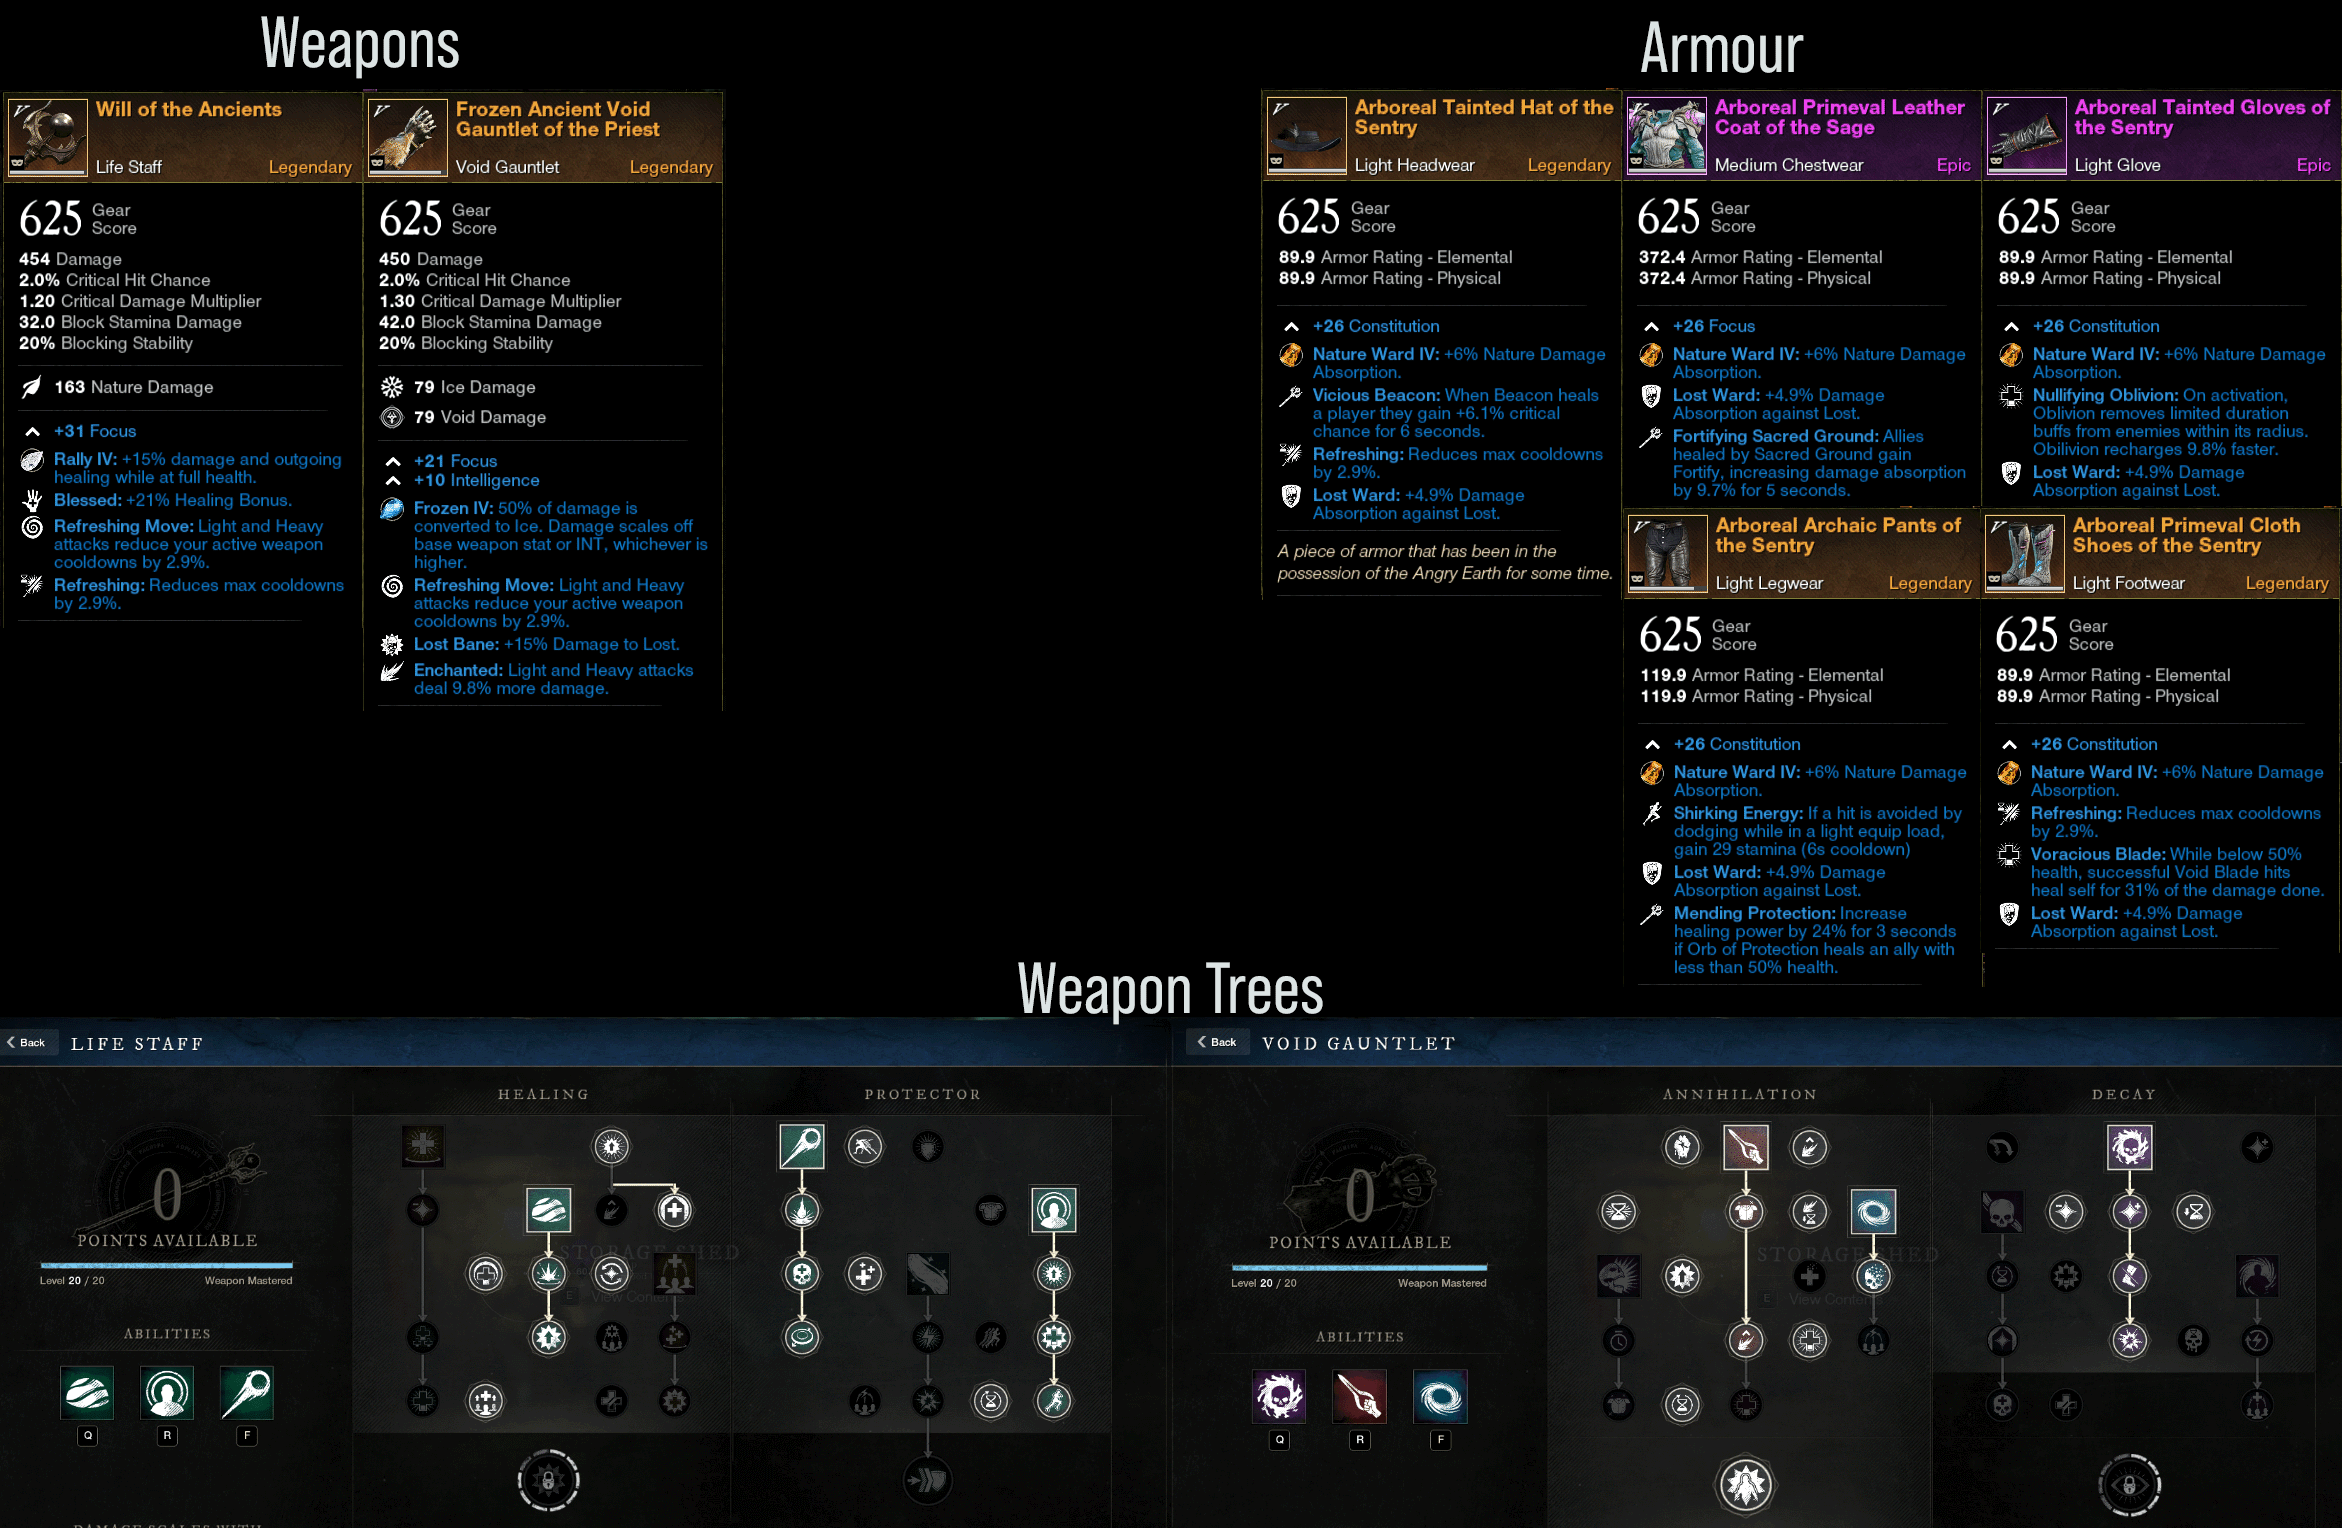 Weapons
Armour
Will of the Ancients
Life Staff
Legendary
625 Gear Score
454 Damage
2.0% Critical Hit Chance
1.20 Critical Damage Multiplier
32.0 Block Stamina Damage
20% Blocking Stability
163 Nature Damage
+31 Focus
Rally IV: +15% damage and outgoing
healing while at full health.
Blessed: +21% Healing Bonus.
Refreshing Move: Light and Heavy
attacks reduce your active weapon
cooldowns by 2.9%.
Refreshing: Reduces max cooldowns
by 2.9%.
Frozen Ancient Void
Gauntlet of the Priest
Void Gauntlet
Legendary
625 Gear Score
450 Damage
2.0% Critical Hit Chance
1.30 Critical Damage Multiplier
42.0 Block Stamina Damage
20% Blocking Stability
79 Ice Damage
79 Void Damage
+21 Focus
+10 Intelligence
Frozen IV: 50% of damage is
converted to Ice. Damage scales off
base weapon stat or INT, whichever is
higher.
Refreshing Move: Light and Heavy
attacks reduce your active weapon
cooldowns by 2.9%.
Lost Bane: +15% Damage to Lost.
Enchanted: Light and Heavy attacks
deal 9.8% more damage.
Arboreal Tainted Hat of the
Sentry
Light Headwear
Legendary
625 Gear Score
89.9 Armor Rating - Elemental
89.9 Armor Rating - Physical
+26 Constitution
Nature Ward IV: +6% Nature Damage
Absorption.
Vicious Beacon: When Beacon heals
a player they gain +6.1% critical
chance for 6 seconds.
Refreshing: Reduces max cooldowns
by 2.9%.
Lost Ward: +4.9% Damage
Absorption against Lost.
A piece of armor that has been in the
possession of the Angry Earth for some time.
Arboreal Primeval Leather
Coat of the Sage
Medium Chestwear
Epic
625 Gear Score
372.4 Armor Rating - Elemental
372.4 Armor Rating - Physical
+26 Focus
Nature Ward IV: +6% Nature Damage
Absorption.
Lost Ward: +4.9% Damage
Absorption against Lost.
Fortifying Sacred Ground: Allies
healed by Sacred Ground gain
Fortify, increasing damage absorption
by 9.7% for 5 seconds.
Arboreal Tainted Gloves of
the Sentry
Light Glove
Epic
625 Gear Score
89.9 Armor Rating - Elemental
89.9 Armor Rating - Physical
+26 Constitution
Nature Ward IV: +6% Nature Damage
Absorption.
Nullifying Oblivion: On activation,
Oblivion removes limited duration
buffs from enemies within its radius.
Obilivion recharges 9.8% faster.
Lost Ward: +4.9% Damage
Absorption against Lost.
Arboreal Archaic Pants of
the Sentry
Light Legwear
Legendary
625 Gear Score
119.9 Armor Rating - Elemental
119.9 Armor Rating - Physical
+26 Constitution
Nature Ward IV: +6% Nature Damage
Absorption.
Shirking Energy: If a hit is avoided by
dodging while in a light equip load,
gain 29 stamina (6s cooldown)
Lost Ward: +4.9% Damage
Absorption against Lost.
Mending Protection: Increase
healing power by 24% for 3 seconds
if Orb of Protection heals an ally with
less than 50% health.
Arboreal Primeval Cloth
Shoes of the Sentry
Light Footwear
Legendary
625 Gear Score
89.9 Armor Rating - Elemental
89.9 Armor Rating - Physical
+26 Constitution
Nature Ward IV: +6% Nature Damage
Absorption.
Refreshing: Reduces max cooldowns
by 2.9%.
Voracious Blade: While below 50%
health, successful Void Blade hits
heal self for 31% of the damage done.
Lost Ward: +4.9% Damage
Absorption against Lost.
Weapon Trees
Back
LIFE STAFF
0
POINTS AVAILABLE
Level 20 / 20
Weapon Mastered
ABILITIES
Q R F
DAMAGE SCALES WITH
HEALING
PROTECTOR
STORAGE SHED
E View
Back
VOID GAUNTLET
0
POINTS AVAILABLE
Level 20 / 20
Weapon Mastered
ABILITIES
Q R F
ANNIHILATION
DECAY
STORAGE SHED
E View